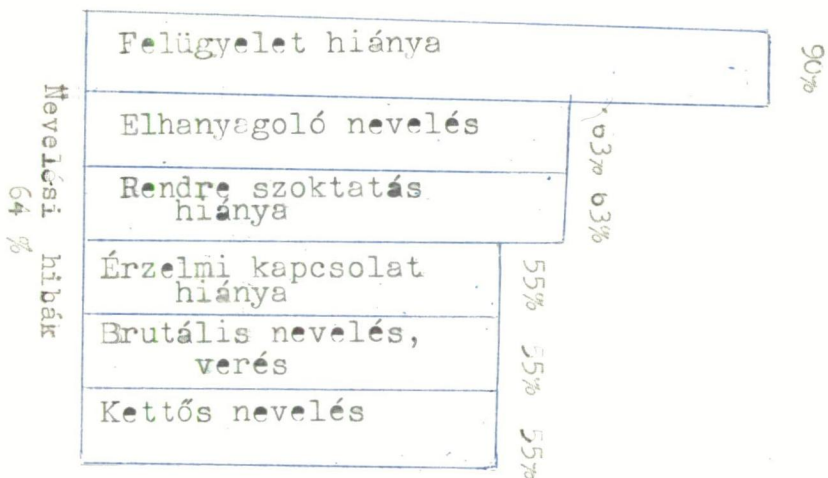 Nevelési hibák
64 %
Felügyelet hiánya
90%
Elhanyagoló nevelés
63%
Rendre szoktatás
hiánya
63%
Érzelmi kapcsolat
hiánya
55%
Brutális nevelés,
verés
55%
Kettős nevelés
55%